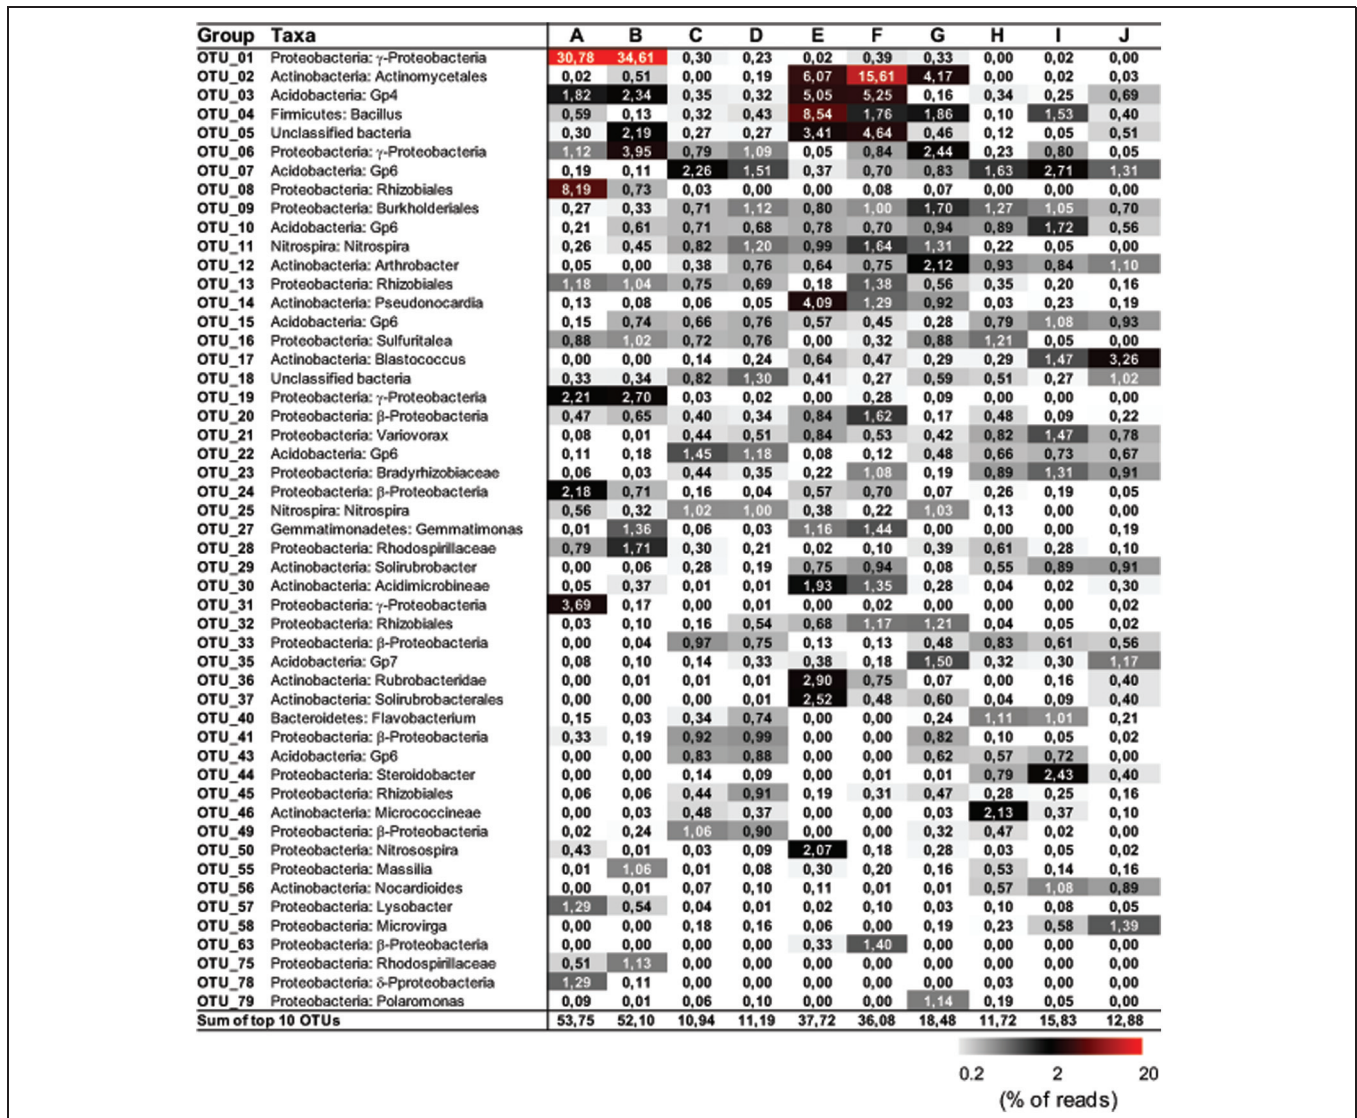 Group Taxa A B C D E F G H I J
OTU_01 Proteobacteria: γ-Proteobacteria 30,78 34,61 0,30 0,23 0,02 0,39 0,33 0,00 0,02 0,00
OTU_02 Actinobacteria: Actinomycetales 0,02 0,51 0,00 0,19 6,07 15,61 4,17 0,00 0,02 0,03
OTU_03 Acidobacteria: Gp4 1,82 2,34 0,35 0,32 5,05 5,25 0,16 0,34 0,25 0,69
OTU_04 Firmicutes: Bacillus 0,59 0,13 0,32 0,43 8,54 1,76 1,86 0,10 1,53 0,40
OTU_05 Unclassified bacteria 0,30 2,19 0,27 0,27 3,41 4,64 0,46 0,12 0,05 0,51
OTU_06 Proteobacteria: γ-Proteobacteria 1,12 3,95 0,79 1,09 0,05 0,84 2,44 0,23 0,80 0,05
OTU_07 Acidobacteria: Gp6 0,19 0,11 2,26 1,51 0,37 0,70 0,83 1,63 2,71 1,31
OTU_08 Proteobacteria: Rhizobiales 8,19 0,73 0,03 0,00 0,00 0,08 0,07 0,00 0,00 0,00
OTU_09 Proteobacteria: Burkholderiales 0,27 0,33 0,71 1,12 0,80 1,00 1,70 1,27 1,05 0,70
OTU_10 Acidobacteria: Gp6 0,21 0,61 0,71 0,68 0,78 0,70 0,94 0,89 1,72 0,56
OTU_11 Nitrospira: Nitrospira 0,26 0,45 0,82 1,20 0,99 1,64 1,31 0,22 0,05 0,00
OTU_12 Actinobacteria: Arthrobacter 0,05 0,00 0,38 0,76 0,64 0,75 2,12 0,93 0,84 1,10
OTU_13 Proteobacteria: Rhizobiales 1,18 1,04 0,75 0,69 0,18 1,38 0,56 0,35 0,20 0,16
OTU_14 Actinobacteria: Pseudonocardia 0,13 0,08 0,06 0,05 4,09 1,29 0,92 0,03 0,23 0,19
OTU_15 Acidobacteria: Gp6 0,15 0,74 0,66 0,76 0,57 0,45 0,28 0,79 1,08 0,93
OTU_16 Proteobacteria: Sulfuritalea 0,88 1,02 0,72 0,76 0,00 0,32 0,88 1,21 0,05 0,00
OTU_17 Actinobacteria: Blastococcus 0,00 0,00 0,14 0,24 0,64 0,47 0,29 0,29 1,47 3,26
OTU_18 Unclassified bacteria 0,33 0,34 0,82 1,30 0,41 0,27 0,59 0,51 0,27 1,02
OTU_19 Proteobacteria: γ-Proteobacteria 2,21 2,70 0,03 0,02 0,00 0,28 0,09 0,00 0,00 0,00
OTU_20 Proteobacteria: β-Proteobacteria 0,47 0,65 0,40 0,34 0,84 1,62 0,17 0,48 0,09 0,22
OTU_21 Proteobacteria: Variovorax 0,08 0,01 0,44 0,51 0,84 0,53 0,42 0,82 1,47 0,78
OTU_22 Acidobacteria: Gp6 0,11 0,18 1,45 1,18 0,08 0,12 0,48 0,66 0,73 0,67
OTU_23 Proteobacteria: Bradyrhizobiaceae 0,06 0,03 0,44 0,35 0,22 1,08 0,19 0,89 1,31 0,91
OTU_24 Proteobacteria: β-Proteobacteria 2,18 0,71 0,16 0,04 0,57 0,70 0,07 0,26 0,19 0,05
OTU_25 Nitrospira: Nitrospira 0,56 0,32 1,02 1,00 0,38 0,22 1,03 0,13 0,00 0,00
OTU_27 Gemmatimonadetes: Gemmatimonas 0,01 1,36 0,06 0,03 1,16 1,44 0,00 0,00 0,00 0,19
OTU_28 Proteobacteria: Rhodospirillaceae 0,79 1,71 0,30 0,21 0,02 0,10 0,39 0,61 0,28 0,10
OTU_29 Actinobacteria: Solirubrobacter 0,00 0,06 0,28 0,19 0,75 0,94 0,08 0,55 0,89 0,91
OTU_30 Actinobacteria: Acidimicrobineae 0,05 0,37 0,01 0,01 1,93 1,35 0,28 0,04 0,02 0,30
OTU_31 Proteobacteria: γ-Proteobacteria 3,69 0,17 0,00 0,01 0,00 0,02 0,00 0,00 0,00 0,02
OTU_32 Proteobacteria: Rhizobiales 0,03 0,10 0,16 0,54 0,68 1,17 1,21 0,04 0,05 0,02
OTU_33 Proteobacteria: β-Proteobacteria 0,00 0,04 0,97 0,75 0,13 0,13 0,48 0,83 0,61 0,56
OTU_35 Acidobacteria: Gp7 0,08 0,10 0,14 0,33 0,38 0,18 1,50 0,32 0,30 1,17
OTU_36 Actinobacteria: Rubrobacteridae 0,00 0,01 0,01 0,01 2,90 0,75 0,07 0,00 0,16 0,40
OTU_37 Actinobacteria: Solirubrobacterales 0,00 0,00 0,00 0,01 2,52 0,48 0,60 0,04 0,09 0,40
OTU_40 Bacteroidetes: Flavobacterium 0,15 0,03 0,34 0,74 0,00 0,00 0,24 1,11 1,01 0,21
OTU_41 Proteobacteria: β-Proteobacteria 0,33 0,19 0,92 0,99 0,00 0,00 0,82 0,10 0,05 0,02
OTU_43 Acidobacteria: Gp6 0,00 0,00 0,83 0,88 0,00 0,00 0,62 0,57 0,72 0,00
OTU_44 Proteobacteria: Steroidobacter 0,00 0,00 0,14 0,09 0,00 0,01 0,01 0,79 2,43 0,40
OTU_45 Proteobacteria: Rhizobiales 0,06 0,06 0,44 0,91 0,19 0,31 0,47 0,28 0,25 0,16
OTU_46 Actinobacteria: Micrococcineae 0,00 0,03 0,48 0,37 0,00 0,00 0,03 2,13 0,37 0,10
OTU_49 Proteobacteria: β-Proteobacteria 0,02 0,24 1,06 0,90 0,00 0,00 0,32 0,47 0,02 0,00
OTU_50 Proteobacteria: Nitrosospira 0,43 0,01 0,03 0,09 2,07 0,18 0,28 0,03 0,05 0,02
OTU_55 Proteobacteria: Massilia 0,01 1,06 0,01 0,08 0,30 0,20 0,16 0,53 0,14 0,16
OTU_56 Actinobacteria: Nocardioides 0,00 0,01 0,07 0,10 0,11 0,01 0,01 0,57 1,08 0,89
OTU_57 Proteobacteria: Lysobacter 1,29 0,54 0,04 0,01 0,02 0,10 0,03 0,10 0,08 0,05
OTU_58 Proteobacteria: Microvirga 0,00 0,00 0,18 0,16 0,06 0,00 0,19 0,23 0,58 1,39
OTU_63 Proteobacteria: β-Proteobacteria 0,00 0,00 0,00 0,00 0,33 1,40 0,00 0,00 0,00 0,00
OTU_75 Proteobacteria: Rhodospirillaceae 0,51 1,13 0,00 0,00 0,00 0,00 0,00 0,00 0,00 0,00
OTU_78 Proteobacteria: δ-Pproteobacteria 1,29 0,11 0,00 0,00 0,00 0,00 0,00 0,03 0,00 0,00
OTU_79 Proteobacteria: Polaromonas 0,09 0,01 0,06 0,10 0,00 0,00 1,14 0,19 0,05 0,00
Sum of top 10 OTUs 53,75 52,10 10,94 11,19 37,72 36,08 18,48 11,72 15,83 12,88
0.2 2 20
(% of reads)